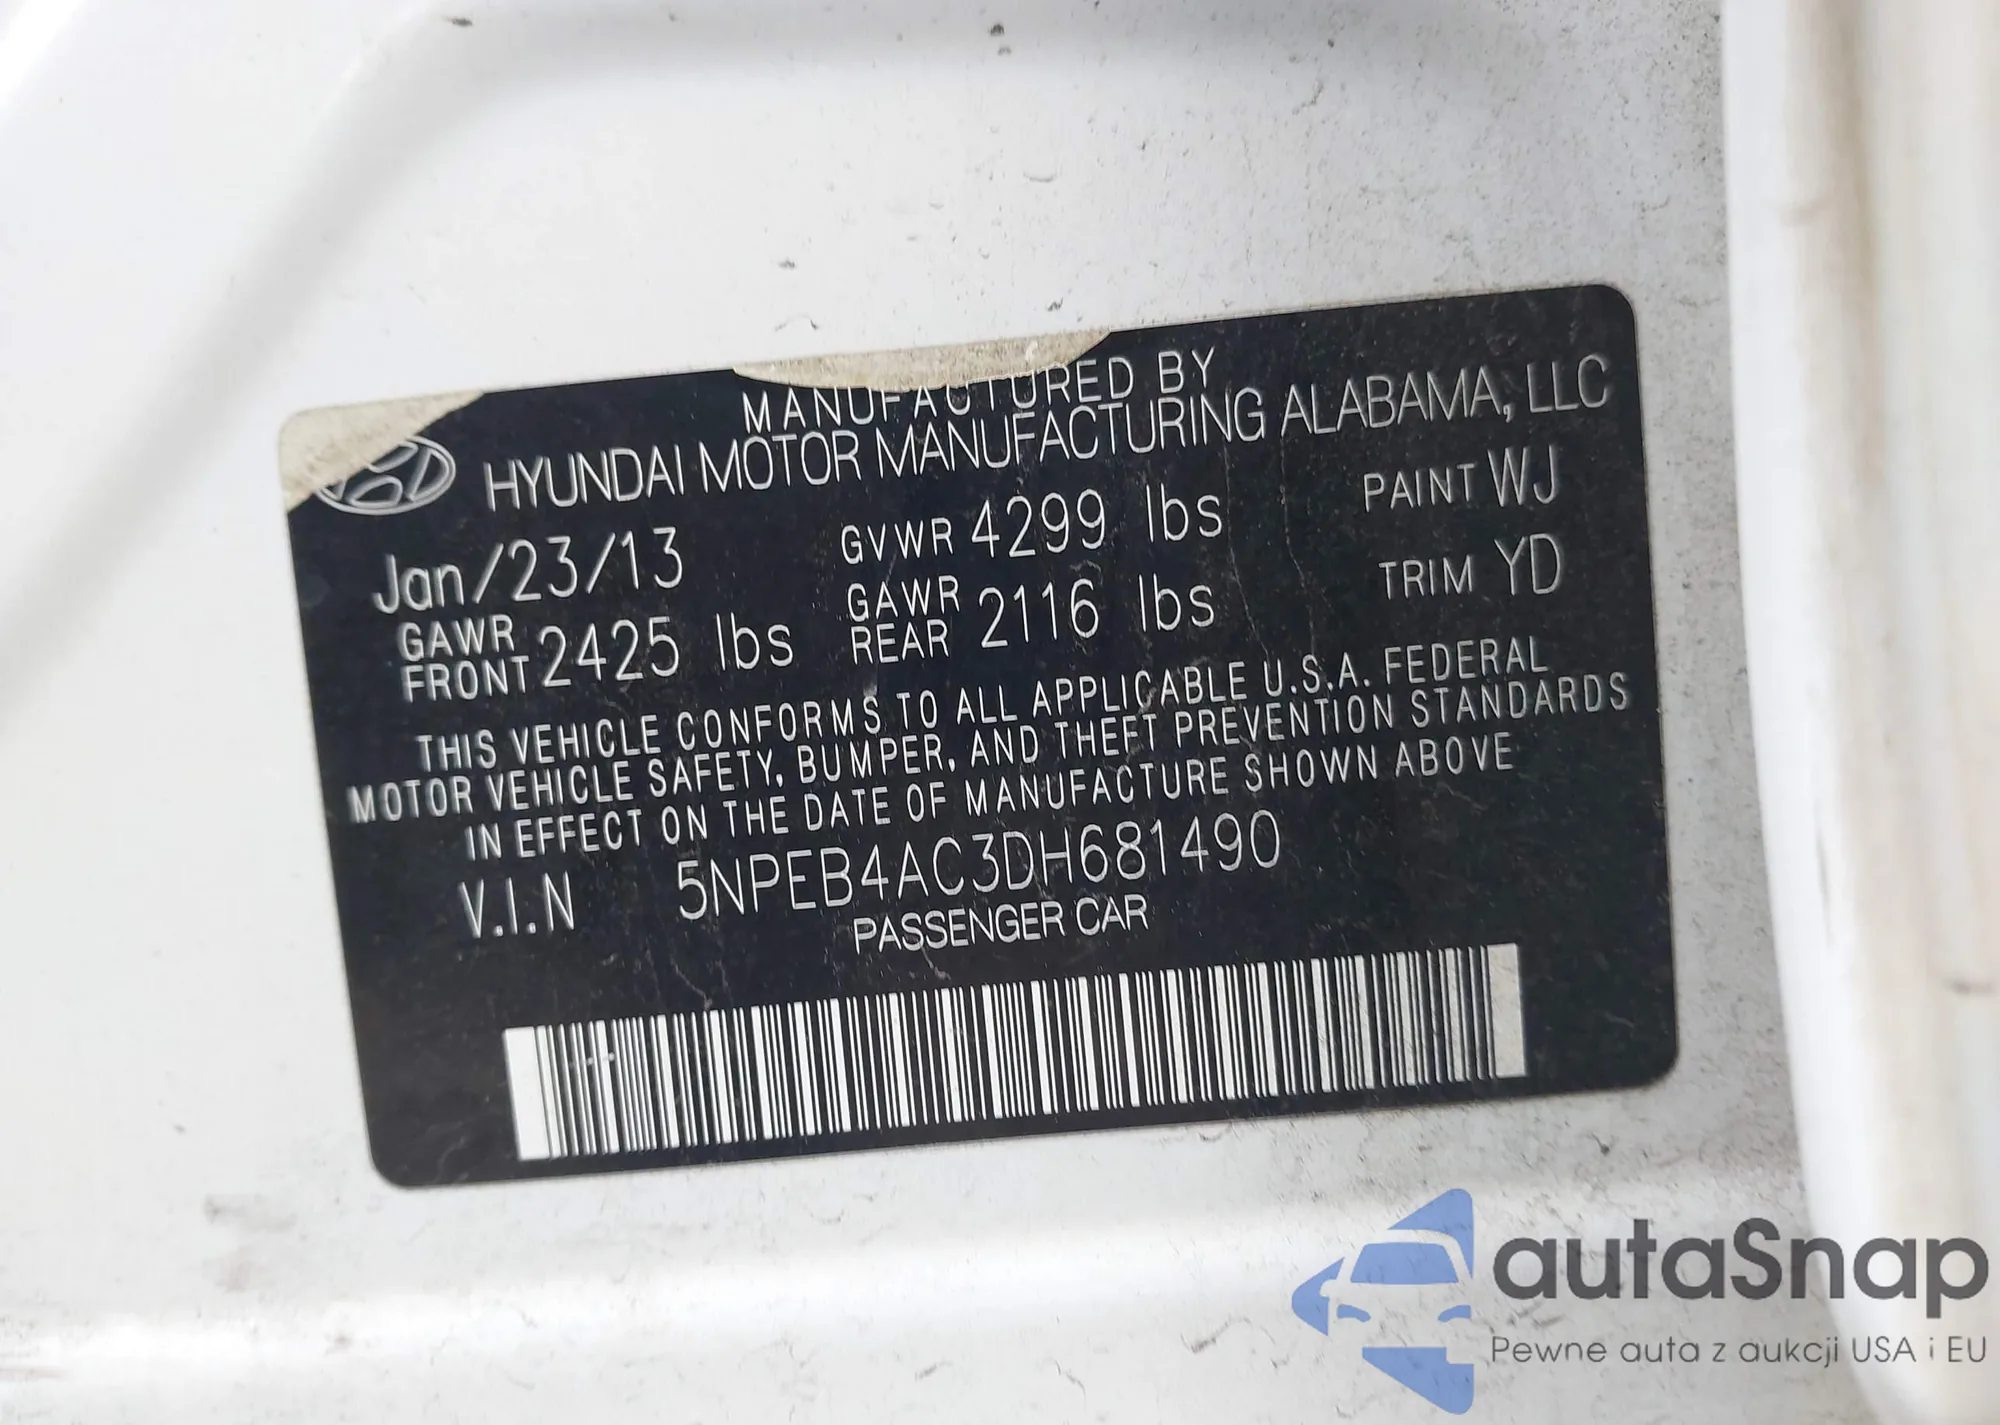 MANUFACTURED BY
HYUNDAI MOTOR MANUFACTURING ALABAMA, LLC
Jan/23/13 GVWR 4299 lbs PAINT WJ
GAWR FRONT 2425 lbs GAWR REAR 2116 lbs TRIM YD
THIS VEHICLE CONFORMS TO ALL APPLICABLE U.S.A. FEDERAL
MOTOR VEHICLE SAFETY, BUMPER, AND THEFT PREVENTION STANDARDS
IN EFFECT ON THE DATE OF MANUFACTURE SHOWN ABOVE
V.I.N 5NPEB4AC3DH681490
PASSENGER CAR
autaSnap
Pewne auta z aukcji USA i EU